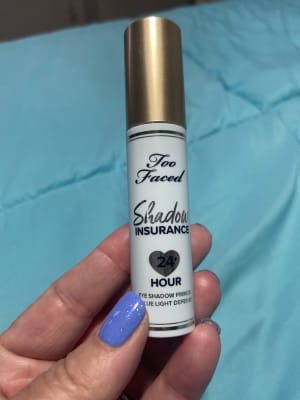 Too
Faced
Shadow
INSURANCE
24+
HOUR
EYE SHADOW PRIMER
BLUE LIGHT DEFENSE